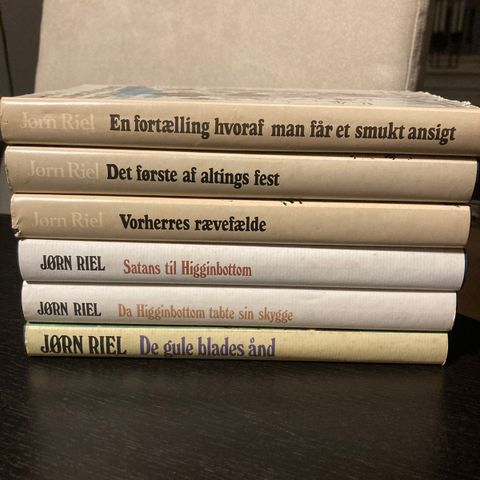 Jørn Riel En fortælling hvoraf man får et smukt ansigt
Jørn Riel Det første af altings fest
Jørn Riel Vorherres rævefælde
JØRN RIEL Satans til Higginbottom
JØRN RIEL Da Higginbottom tabte sin skygge
JØRN RIEL De gule blades ånd